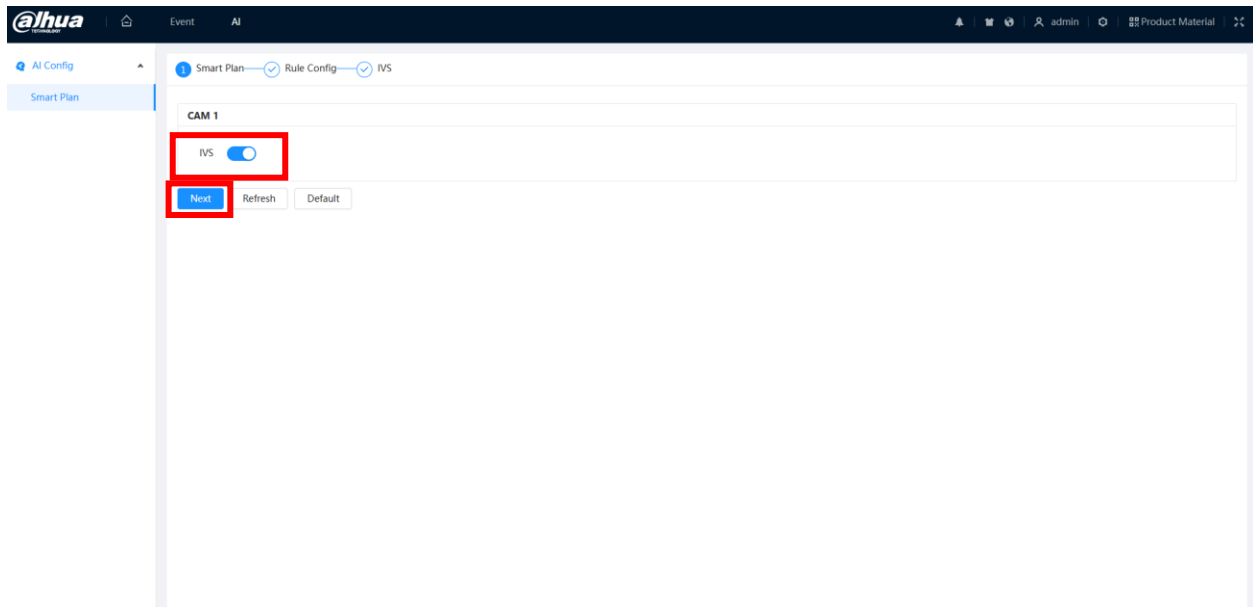 alhua
TECHNOLOGY
Event AI admin Product Material
AI Config
Smart Plan
1 Smart Plan Rule Config IVS
CAM 1
IVS
Next Refresh Default